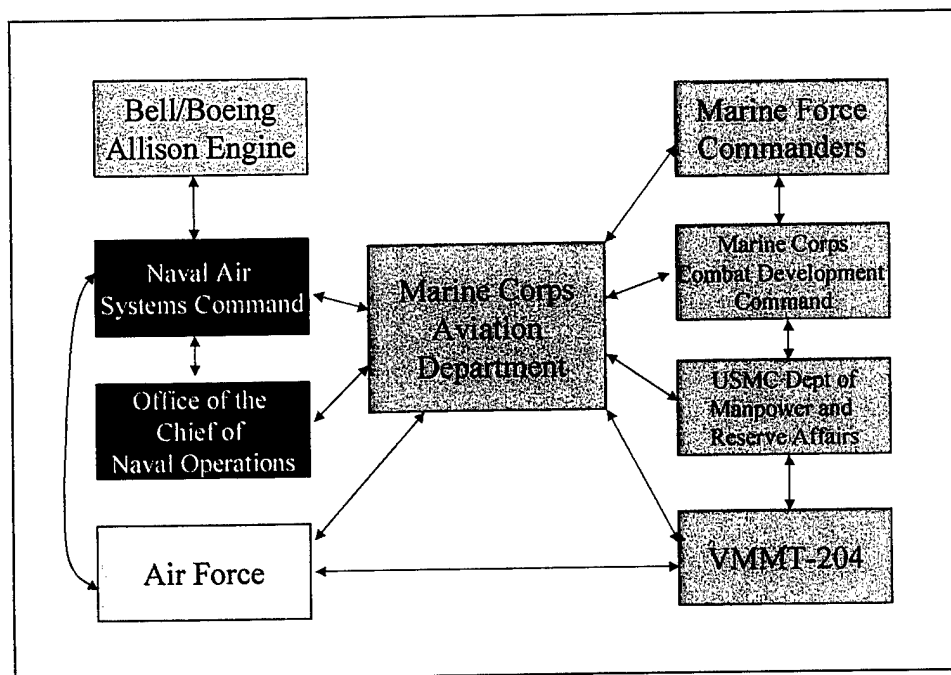 Bell/Boeing
Allison Engine
Naval Air
Systems Command
Office of the
Chief of
Naval Operations
Air Force
Marine Corps
Aviation
Department
Marine Force
Commanders
Marine Corps
Combat Development
Command
USMC Dept of
Manpower and
Reserve Affairs
VMMT-204